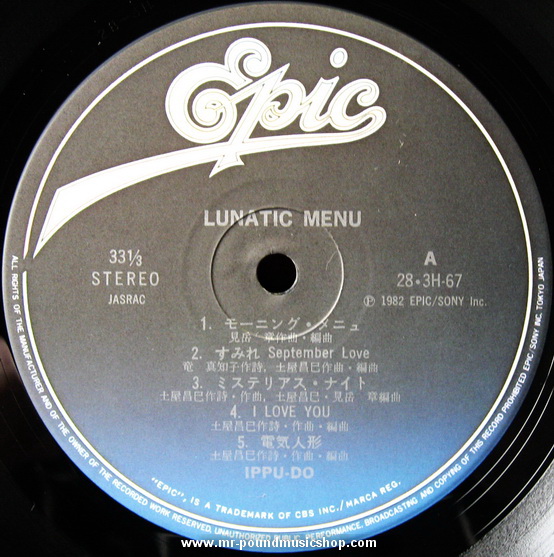 Epic
LUNATIC MENU
33⅓
STEREO
JASRAC
A
28•3H-67
Ⓟ 1982 EPIC/SONY Inc.
1. モーニング・メニュ
見岳 章作曲・編曲
2. すみれ September Love
竜 真知子作詩, 土屋昌巳作曲・編曲
3. ミステリアス・ナイト
土屋昌巳作詩・作曲, 土屋昌巳・見岳 章編曲
4. I LOVE YOU
土屋昌巳作詩・作曲・編曲
5. 電気人形
土屋昌巳作詩・作曲・編曲
IPPU-DO
"EPIC", IS A TRADEMARK OF CBS INC./MARCA REG.
ALL RIGHTS OF THE MANUFACTURER AND OF THE OWNER OF THE RECORDED WORK RESERVED. UNAUTHORIZED PUBLIC PERFORMANCE, BROADCASTING AND COPYING OF THIS RECORD PROHIBITED EPIC/SONY INC. TOKYO JAPAN
www.mr-poundmusicshop.com